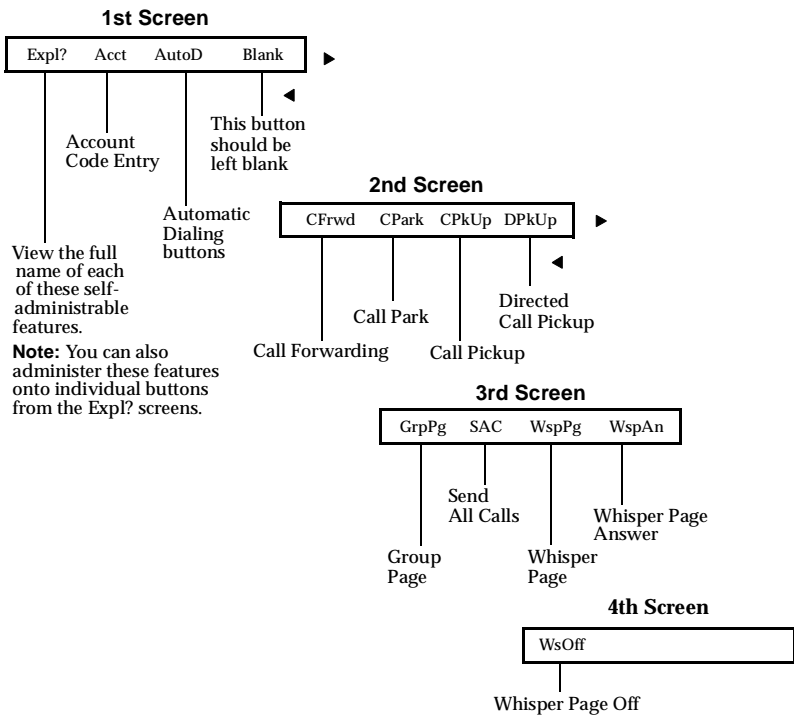 1st Screen
Expl? Acct AutoD Blank
This button
should be
left blank
Account
Code Entry
Automatic
Dialing
buttons
View the full
name of each
of these self-
administrable
features.
Note: You can also
administer these features
onto individual buttons
from the Expl? screens.
2nd Screen
CFrwd CPark CPkUp DPkUp
Directed
Call Pickup
Call Park
Call Forwarding
Call Pickup
3rd Screen
GrpPg SAC WspPg WspAn
Send
All Calls
Whisper Page
Answer
Group
Page
Whisper
Page
4th Screen
WsOff
Whisper Page Off